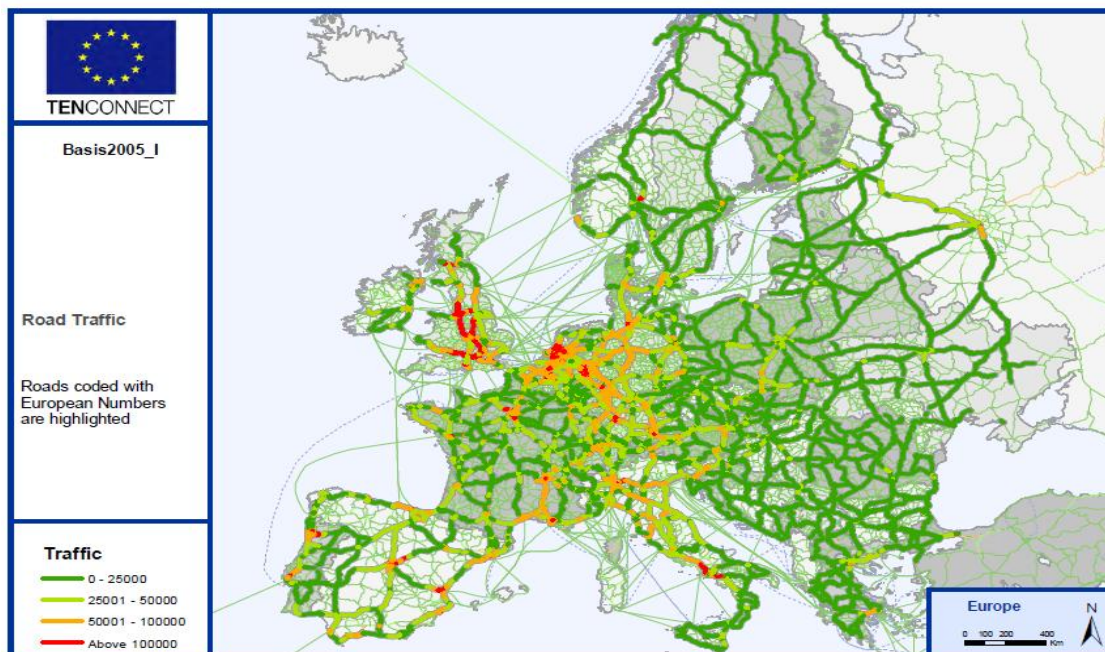 TENCONNECT
Basis2005_I
Road Traffic
Roads coded with
European Numbers
are highlighted
Traffic
0 - 25000
25001 - 50000
50001 - 100000
Above 100000
Europe
N
0 100 200 400
Km